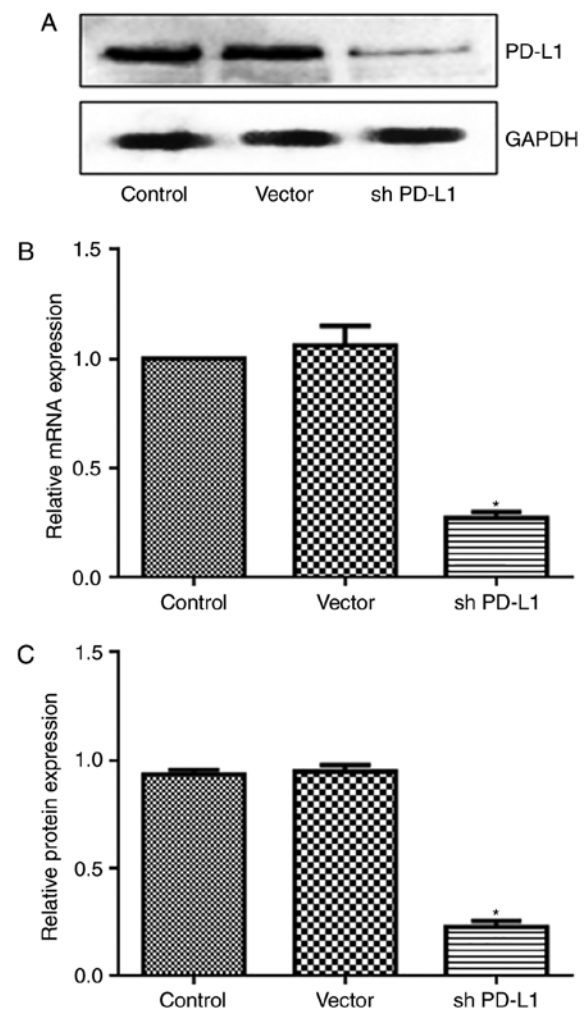 A
PD-L1
GAPDH
Control Vector sh PD-L1
B
Relative mRNA expression
1.5
1.0
0.5
0.0
*
Control Vector sh PD-L1
C
Relative protein expression
1.5
1.0
0.5
0.0
*
Control Vector sh PD-L1